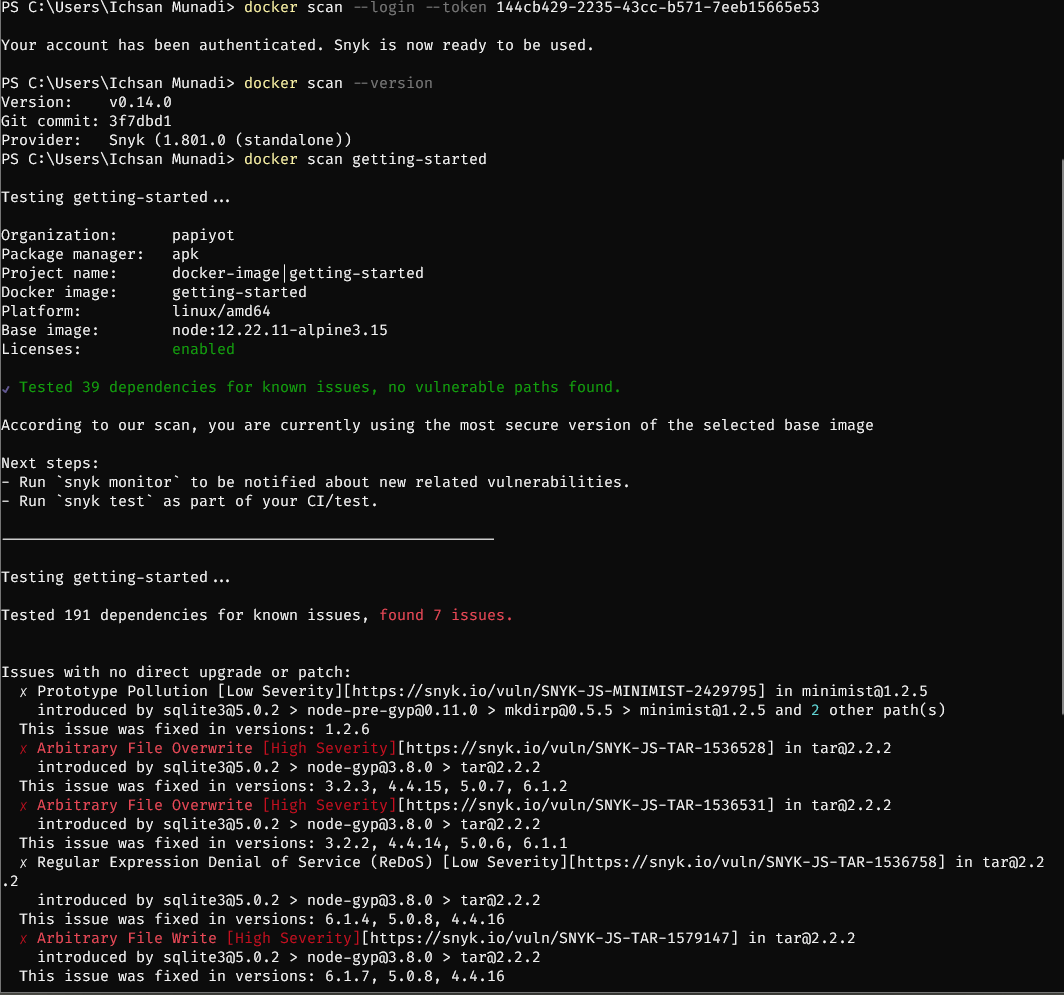 PS C:\Users\Ichsan Munadi> docker scan --login --token 144cb429-2235-43cc-b571-7eeb15665e53
Your account has been authenticated. Snyk is now ready to be used.
PS C:\Users\Ichsan Munadi> docker scan --version
Version:    v0.14.0
Git commit: 3f7dbd1
Provider:   Snyk (1.801.0 (standalone))
PS C:\Users\Ichsan Munadi> docker scan getting-started
Testing getting-started...
Organization:      papiyot
Package manager:   apk
Project name:      docker-image|getting-started
Docker image:      getting-started
Platform:          linux/amd64
Base image:        node:12.22.11-alpine3.15
Licenses:          enabled
✓ Tested 39 dependencies for known issues, no vulnerable paths found.
According to our scan, you are currently using the most secure version of the selected base image
Next steps:
- Run `snyk monitor` to be notified about new related vulnerabilities.
- Run `snyk test` as part of your CI/test.
Testing getting-started...
Tested 191 dependencies for known issues, found 7 issues.
Issues with no direct upgrade or patch:
  ✗ Prototype Pollution [Low Severity][https://snyk.io/vuln/SNYK-JS-MINIMIST-2429795] in minimist@1.2.5
    introduced by sqlite3@5.0.2 > node-pre-gyp@0.11.0 > mkdirp@0.5.5 > minimist@1.2.5 and 2 other path(s)
  This issue was fixed in versions: 1.2.6
  ✗ Arbitrary File Overwrite [High Severity][https://snyk.io/vuln/SNYK-JS-TAR-1536528] in tar@2.2.2
    introduced by sqlite3@5.0.2 > node-gyp@3.8.0 > tar@2.2.2
  This issue was fixed in versions: 3.2.3, 4.4.15, 5.0.7, 6.1.2
  ✗ Arbitrary File Overwrite [High Severity][https://snyk.io/vuln/SNYK-JS-TAR-1536531] in tar@2.2.2
    introduced by sqlite3@5.0.2 > node-gyp@3.8.0 > tar@2.2.2
  This issue was fixed in versions: 3.2.2, 4.4.14, 5.0.6, 6.1.1
  ✗ Regular Expression Denial of Service (ReDoS) [Low Severity][https://snyk.io/vuln/SNYK-JS-TAR-1536758] in tar@2.2
.2
    introduced by sqlite3@5.0.2 > node-gyp@3.8.0 > tar@2.2.2
  This issue was fixed in versions: 6.1.4, 5.0.8, 4.4.16
  ✗ Arbitrary File Write [High Severity][https://snyk.io/vuln/SNYK-JS-TAR-1579147] in tar@2.2.2
    introduced by sqlite3@5.0.2 > node-gyp@3.8.0 > tar@2.2.2
  This issue was fixed in versions: 6.1.7, 5.0.8, 4.4.16